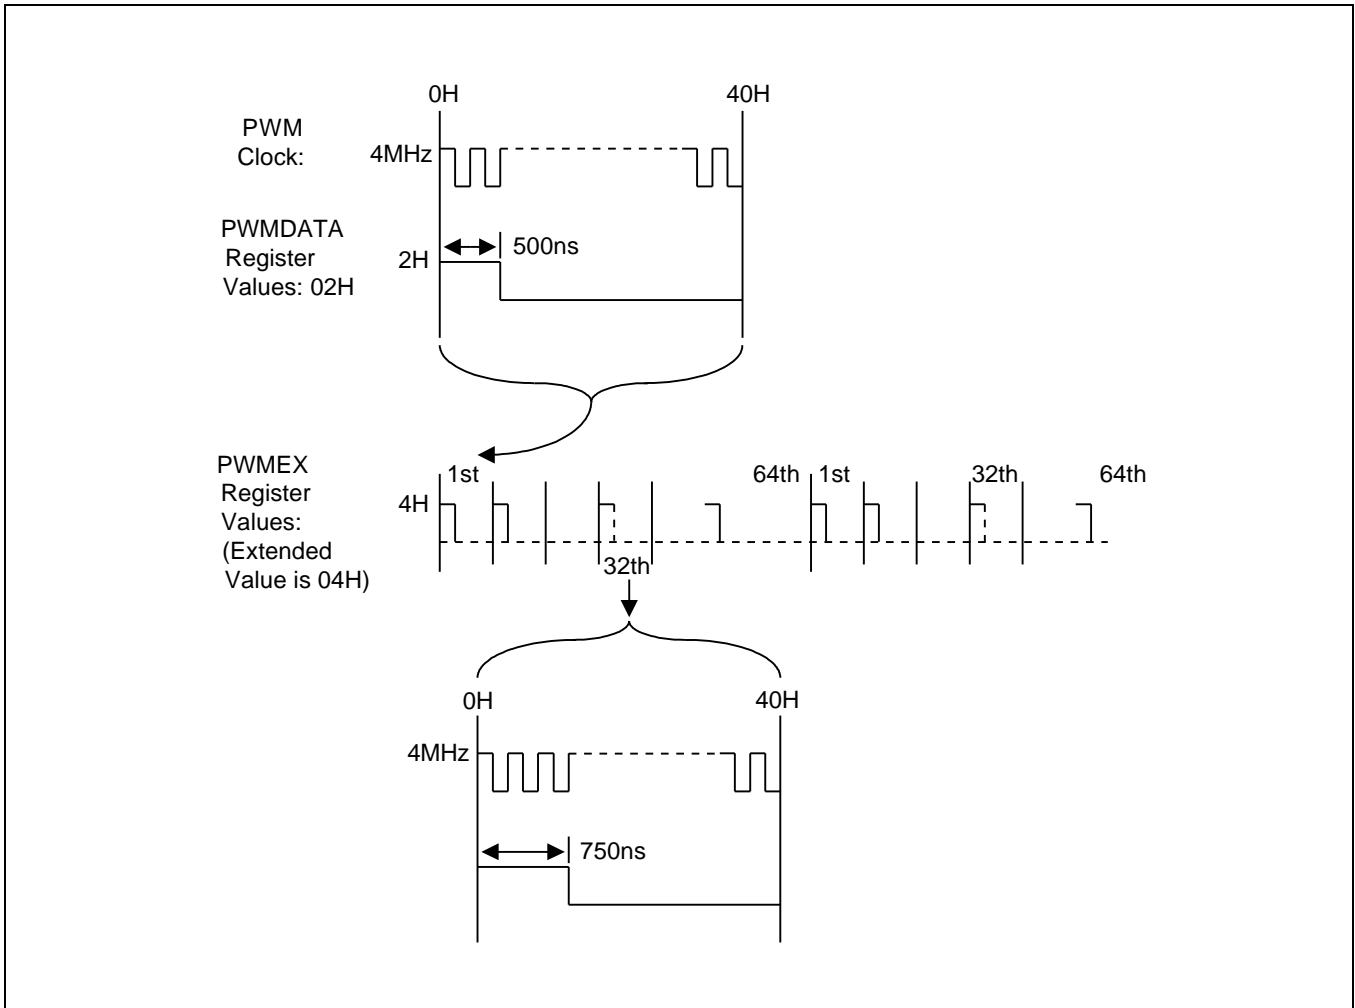 0H 40H
PWM
Clock: 4MHz
PWMDATA
Register
Values: 02H
2H 500ns
PWMEX
Register
Values:
(Extended
Value is 04H)
4H 1st 64th 1st 32th 64th
32th
0H 40H
4MHz
750ns